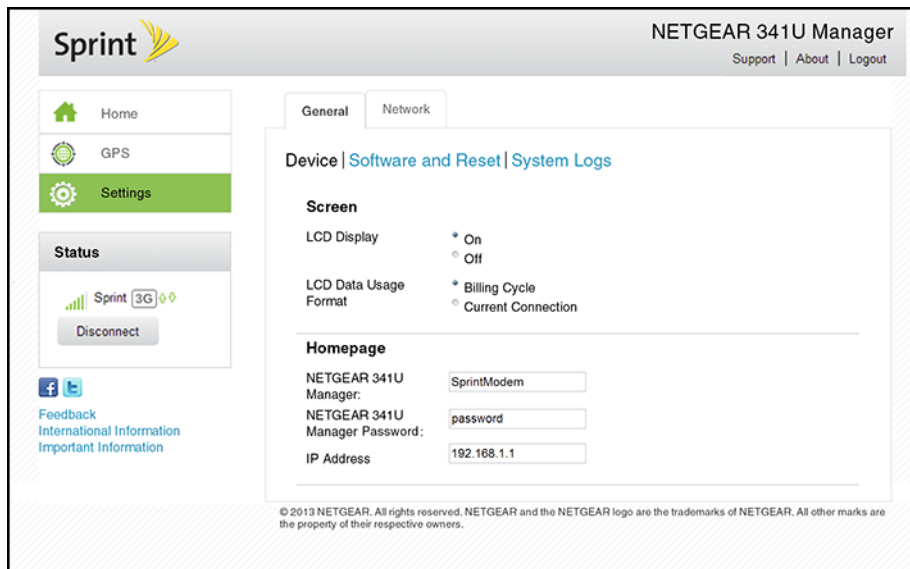 Sprint
NETGEAR 341U Manager
Support | About | Logout
Home
GPS
Settings
Status
Sprint 3G
Disconnect
f t
Feedback
International Information
Important Information
General Network
Device | Software and Reset | System Logs
Screen
LCD Display
On
Off
LCD Data Usage
Format
Billing Cycle
Current Connection
Homepage
NETGEAR 341U
Manager:
SprintModem
NETGEAR 341U
Manager Password:
password
IP Address
192.168.1.1
© 2013 NETGEAR. All rights reserved. NETGEAR and the NETGEAR logo are the trademarks of NETGEAR. All other marks are
the property of their respective owners.